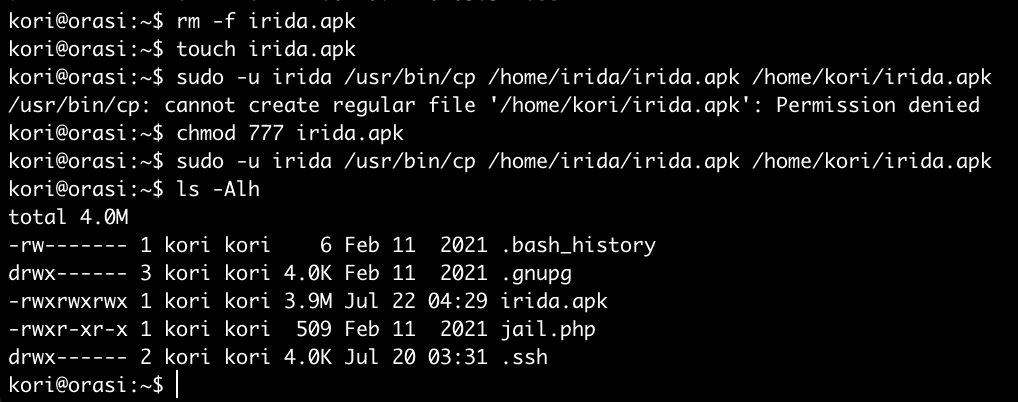 kori@orasi:~$ rm -f irida.apk
kori@orasi:~$ touch irida.apk
kori@orasi:~$ sudo -u irida /usr/bin/cp /home/irida/irida.apk /home/kori/irida.apk
/usr/bin/cp: cannot create regular file '/home/kori/irida.apk': Permission denied
kori@orasi:~$ chmod 777 irida.apk
kori@orasi:~$ sudo -u irida /usr/bin/cp /home/irida/irida.apk /home/kori/irida.apk
kori@orasi:~$ ls -Alh
total 4.0M
-rw------- 1 kori kori    6 Feb 11  2021 .bash_history
drwx------ 3 kori kori 4.0K Feb 11  2021 .gnupg
-rwxrwxrwx 1 kori kori 3.9M Jul 22 04:29 irida.apk
-rwxr-xr-x 1 kori kori  509 Feb 11  2021 jail.php
drwx------ 2 kori kori 4.0K Jul 20 03:31 .ssh
kori@orasi:~$